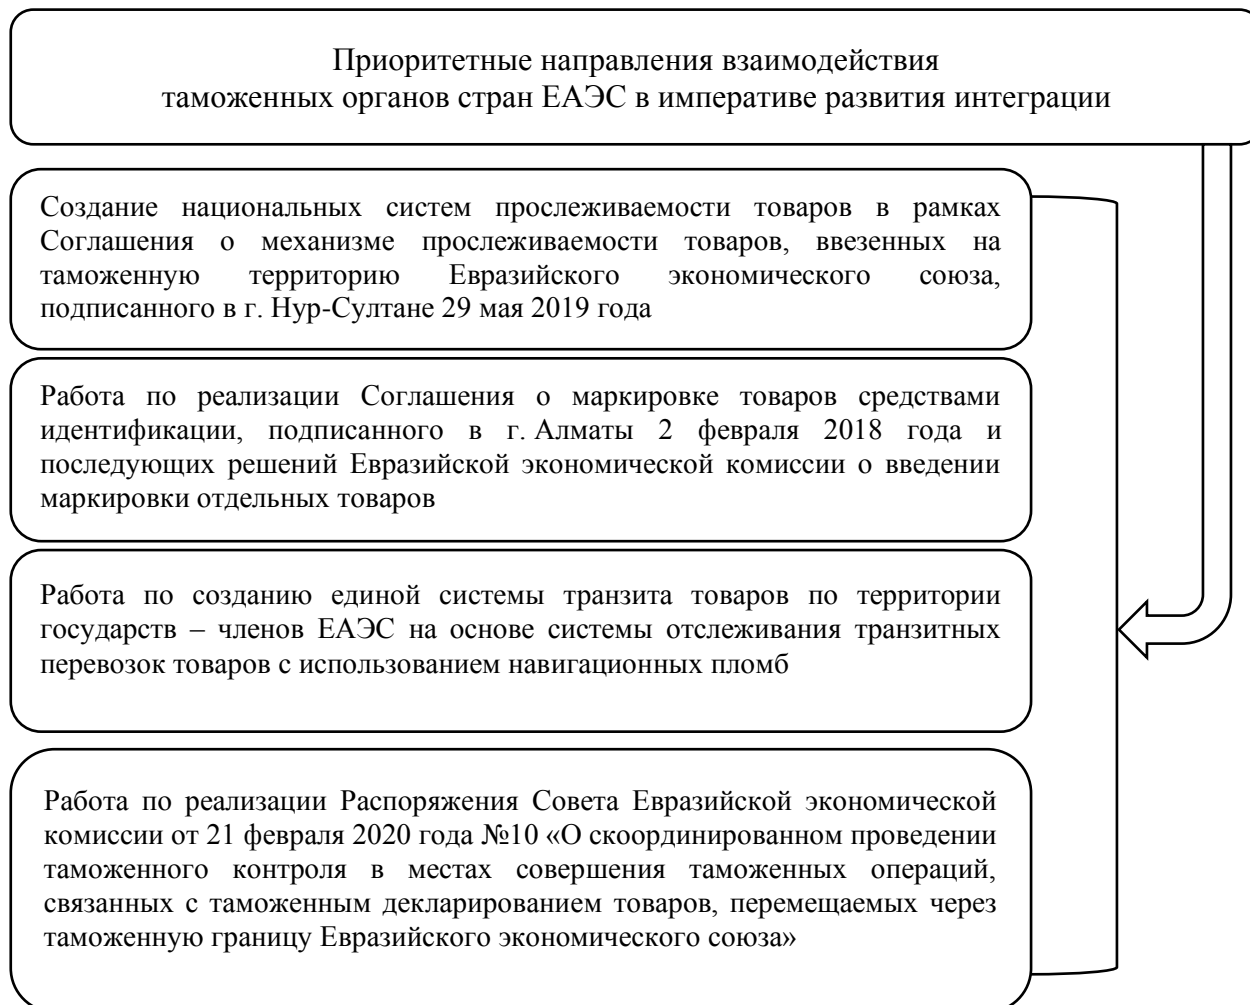 Приоритетные направления взаимодействия
таможенных органов стран ЕАЭС в императиве развития интеграции
Создание национальных систем прослеживаемости товаров в рамках
Соглашения о механизме прослеживаемости товаров, ввезенных на
таможенную территорию Евразийского экономического союза,
подписанного в г. Нур-Султане 29 мая 2019 года
Работа по реализации Соглашения о маркировке товаров средствами
идентификации, подписанного в г. Алматы 2 февраля 2018 года и
последующих решений Евразийской экономической комиссии о введении
маркировки отдельных товаров
Работа по созданию единой системы транзита товаров по территории
государств – членов ЕАЭС на основе системы отслеживания транзитных
перевозок товаров с использованием навигационных пломб
Работа по реализации Распоряжения Совета Евразийской экономической
комиссии от 21 февраля 2020 года №10 «О скоординированном проведении
таможенного контроля в местах совершения таможенных операций,
связанных с таможенным декларированием товаров, перемещаемых через
таможенную границу Евразийского экономического союза»